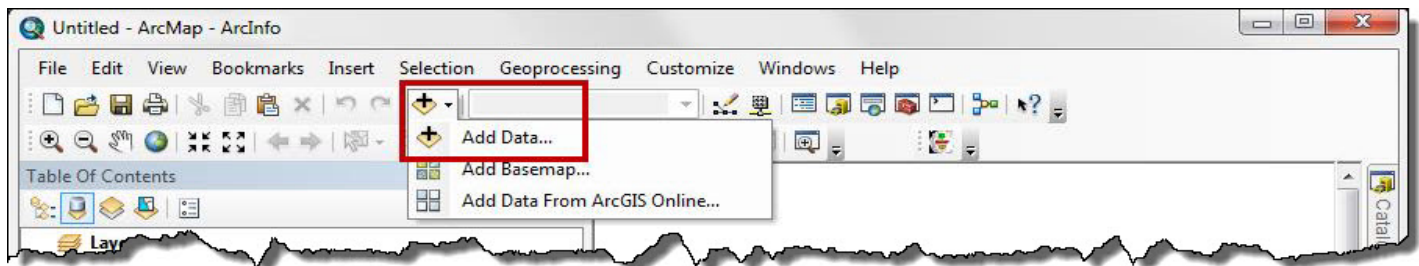 Untitled - ArcMap - ArcInfo
File Edit View Bookmarks Insert Selection Geoprocessing Customize Windows Help
Add Data...
Table Of Contents
Add Basemap...
Add Data From ArcGIS Online...